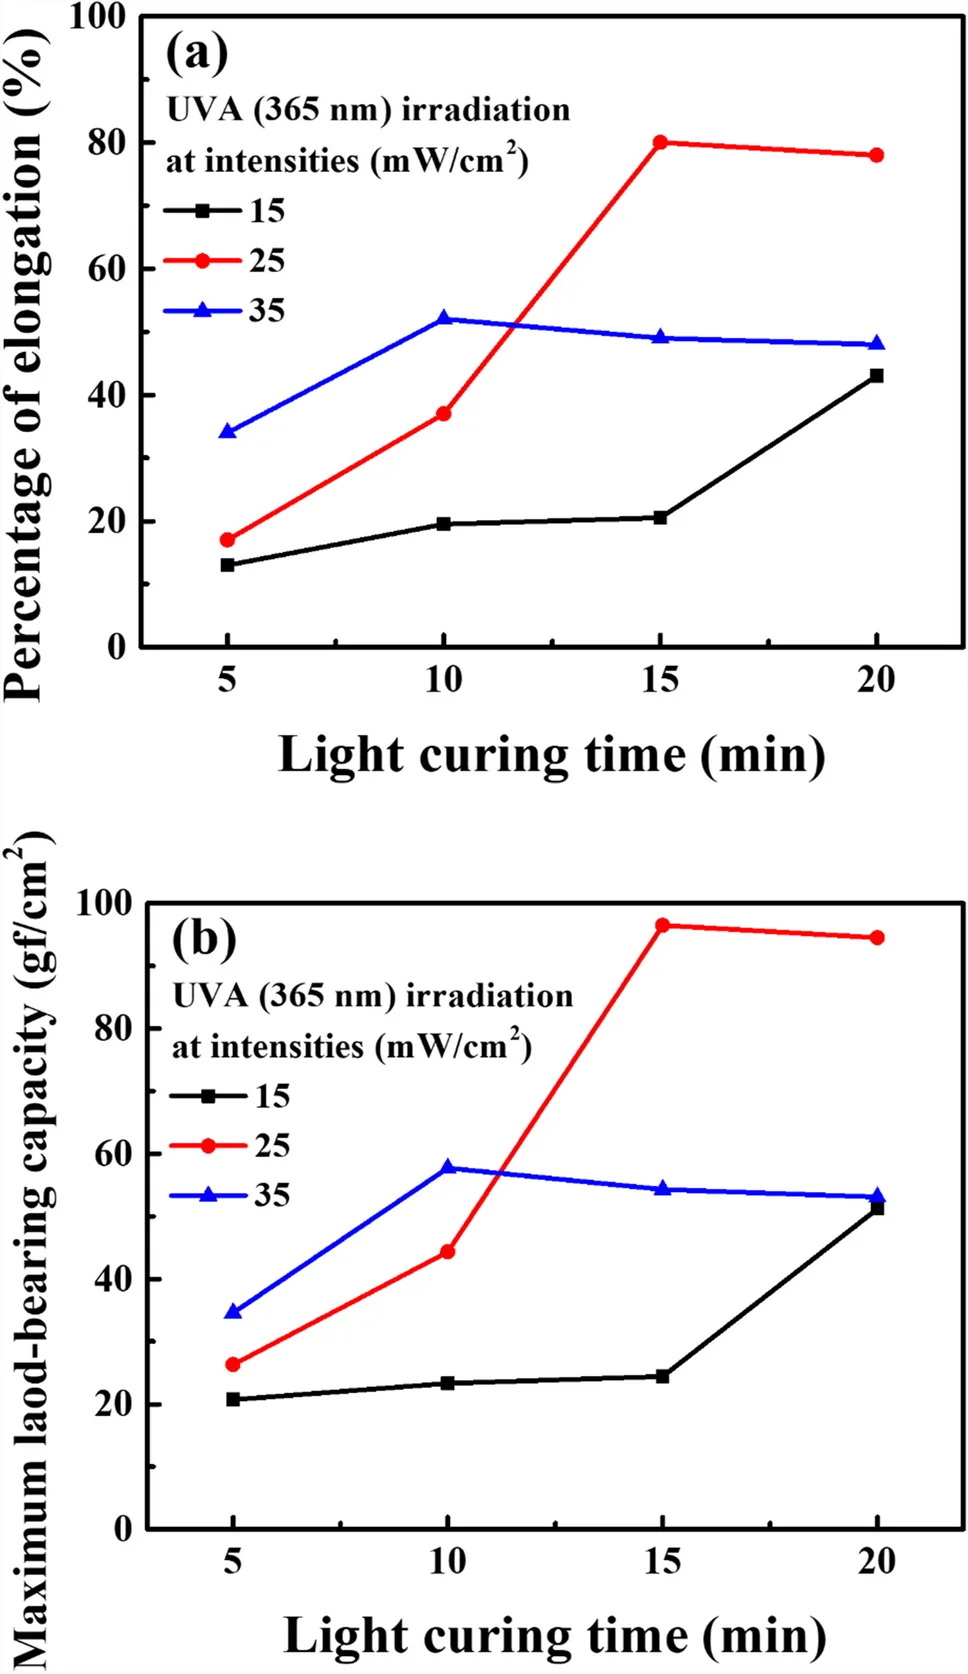 (a)
UVA (365 nm) irradiation
at intensities (mW/cm²)
15
25
35
Percentage of elongation (%)
100
80
60
40
20
0
5 10 15 20
Light curing time (min)
(b)
UVA (365 nm) irradiation
at intensities (mW/cm²)
15
25
35
Maximum laod-bearing capacity (gf/cm²)
100
80
60
40
20
0
5 10 15 20
Light curing time (min)